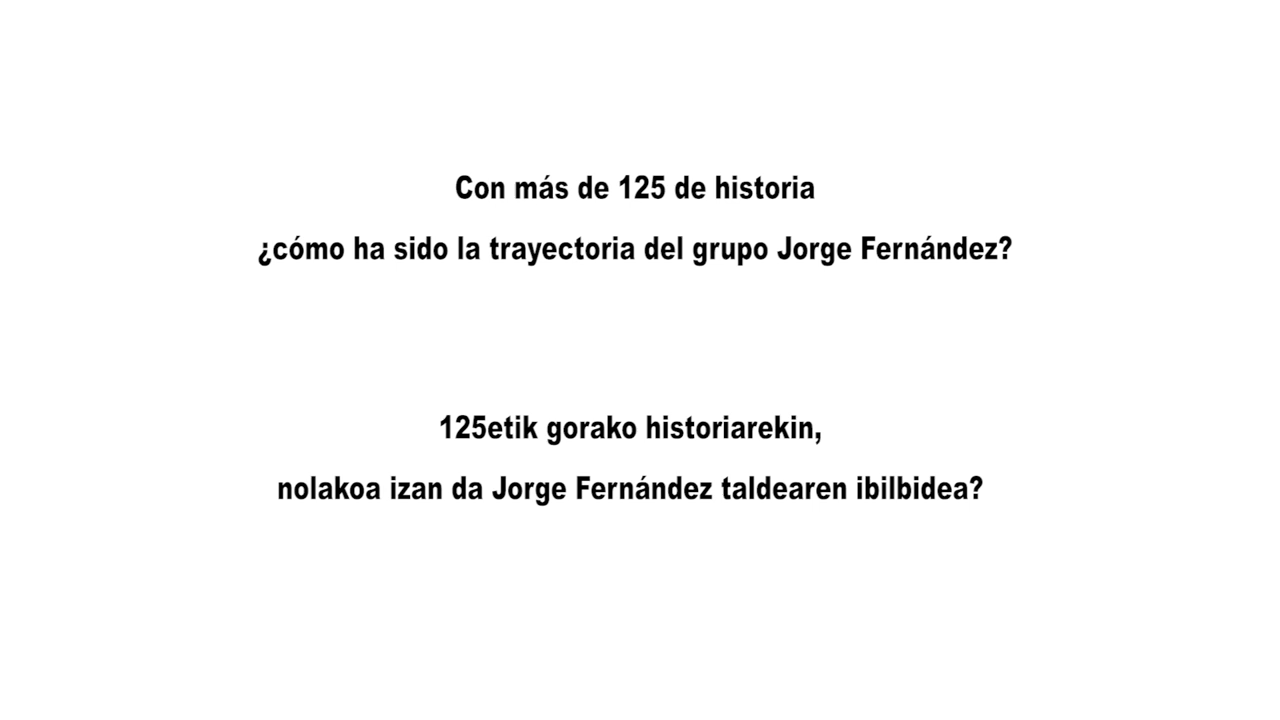 Con más de 125 de historia
¿cómo ha sido la trayectoria del grupo Jorge Fernández?
125etik gorako historiarekin,
nolakoa izan da Jorge Fernández taldearen ibilbidea?